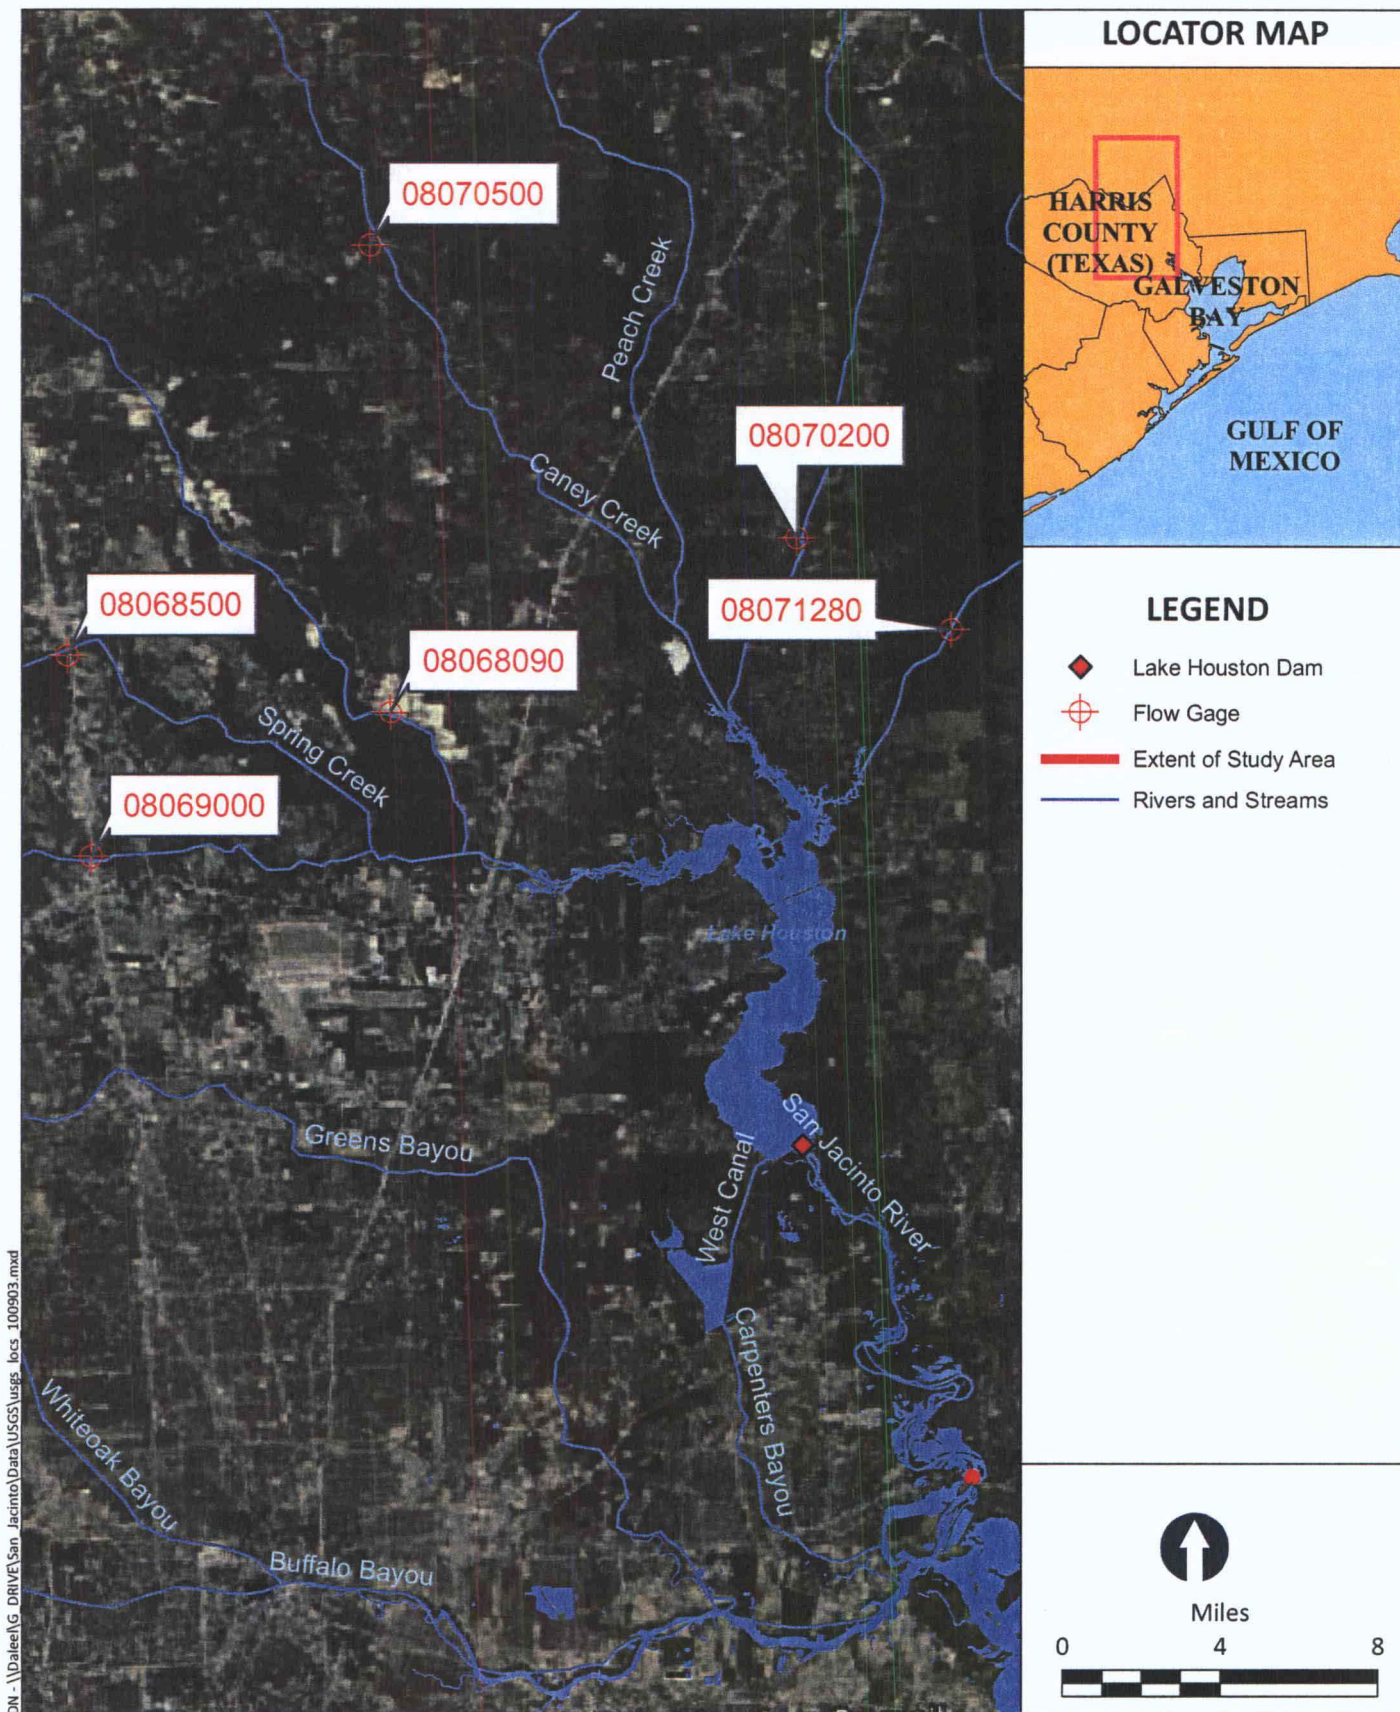 LOCATOR MAP
HARRIS
COUNTY
(TEXAS)
GALVESTON
BAY
GULF OF
MEXICO
08070500
Peach Creek
08070200
Caney Creek
08071280
08068500
08068090
Spring Creek
08069000
Lake Houston
Greens Bayou
San Jacinto River
West Canal
Carpenters Bayou
Whiteoak Bayou
Buffalo Bayou
LEGEND
Lake Houston Dam
Flow Gage
Extent of Study Area
Rivers and Streams
Miles
0 4 8
ON - \\Daleel\G_DRIVE\San_Jacinto\Data\USGS\usgs_locs_100903.mxd